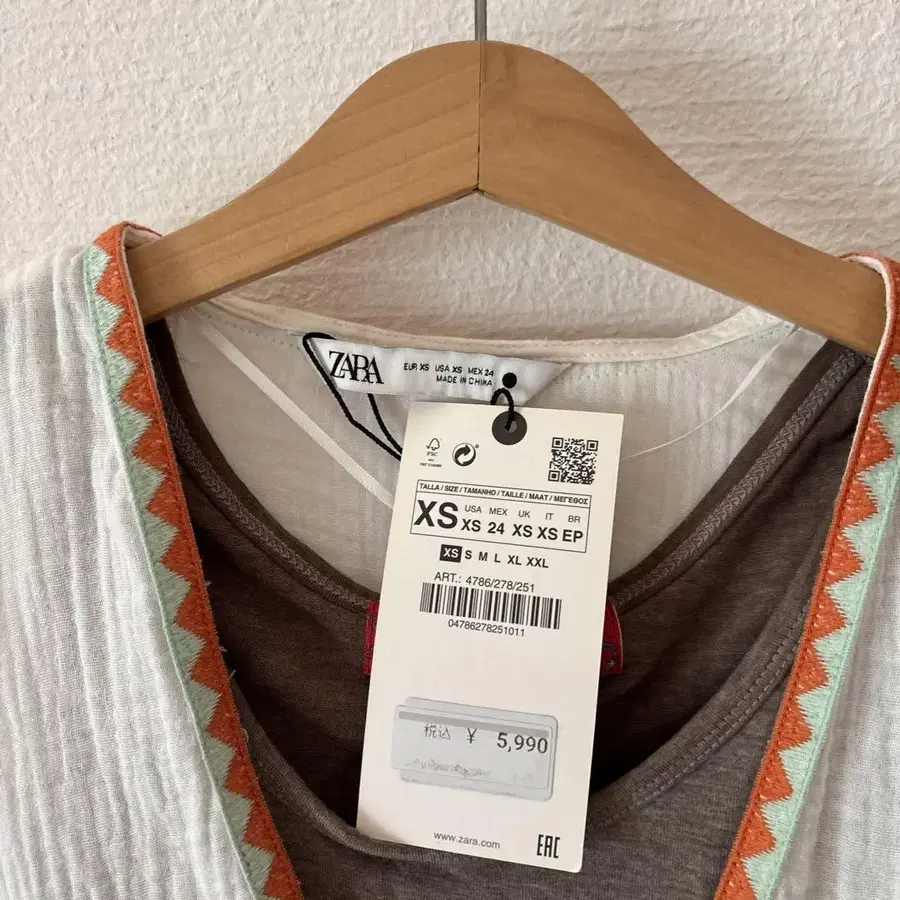 ZARA
EUR XS USA XS MEX 24
MADE IN CHINA
FSC
TALLA / SIZE / TAMANHO / TAILLE / MAAT / ΜΕΓΕΘΟΣ
XS
USA MEX UK IT BR
XS 24 XS XS EP
XS S M L XL XXL
ART.: 4786/278/251
04786278251011
税込 ¥ 5,990
www.zara.com
EAC